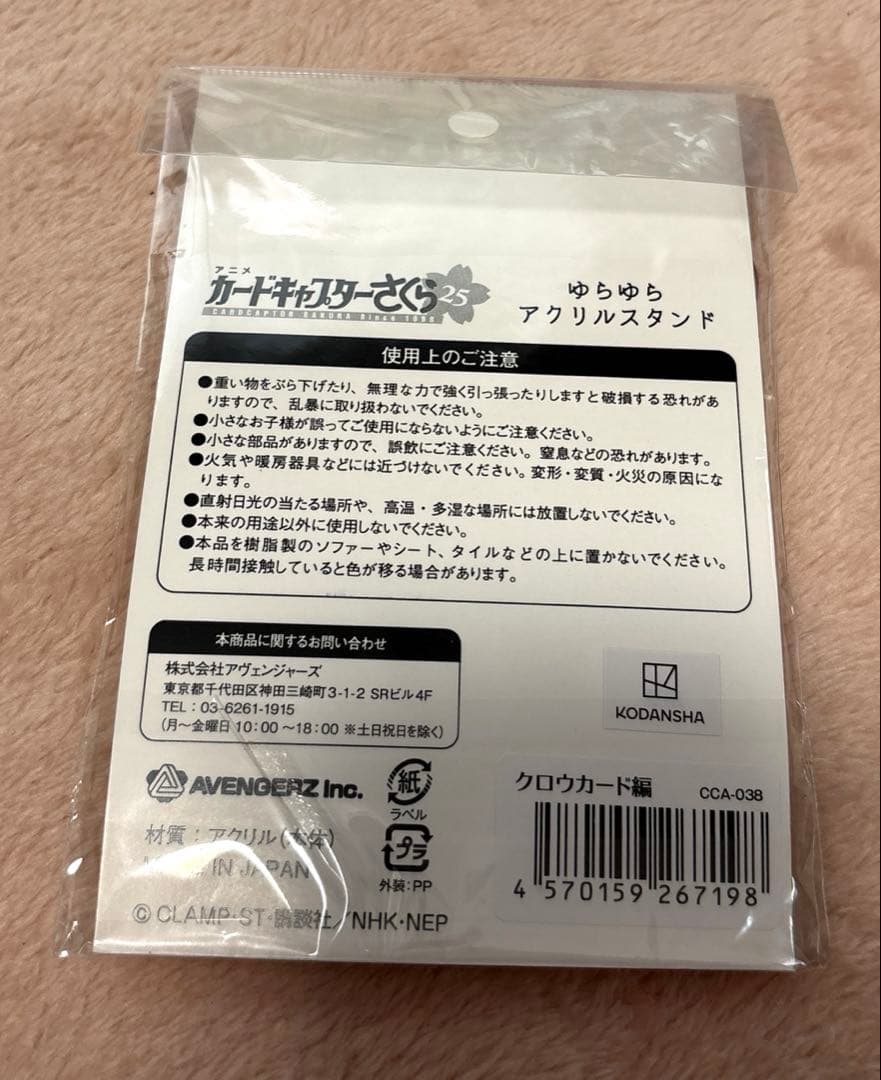 アニメ
カードキャプターさくら 25
CARDCAPTOR SAKURA Since 1998
ゆらゆら
アクリルスタンド
使用上のご注意
●重い物をぶら下げたり、無理な力で強く引っ張ったりしますと破損する恐れがあ
りますので、乱暴に取り扱わないでください。
●小さなお子様が誤ってご使用にならないようにご注意ください。
●小さな部品がありますので、誤飲にご注意ください。窒息などの恐れがあります。
●火気や暖房器具などには近づけないでください。変形・変質・火災の原因にな
ります。
●直射日光の当たる場所や、高温・多湿な場所には放置しないでください。
●本来の用途以外に使用しないでください。
●本品を樹脂製のソファーやシート、タイルなどの上に置かないでください。
長時間接触していると色が移る場合があります。
本商品に関するお問い合わせ
株式会社アヴェンジャーズ
東京都千代田区神田三崎町3-1-2 SRビル4F
TEL：03-6261-1915
（月～金曜日 10：00～18：00 ※土日祝日を除く）
KODANSHA
AVENGERZ Inc.
紙
ラベル
プラ
外装：PP
材質：アクリル（本体）
IN JAPAN
© CLAMP・ST・講談社／NHK・NEP
クロウカード編
CCA-038
4 570159 267198